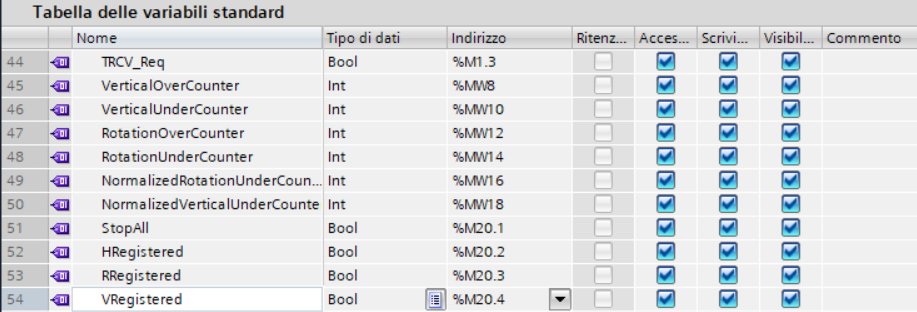 Tabella delle variabili standard
Nome Tipo di dati Indirizzo Ritenz... Acces... Scrivi... Visibil... Commento
44 TRCV_Req Bool %M1.3
45 VerticalOverCounter Int %MW8
46 VerticalUnderCounter Int %MW10
47 RotationOverCounter Int %MW12
48 RotationUnderCounter Int %MW14
49 NormalizedRotationUnderCoun... Int %MW16
50 NormalizedVerticalUnderCounte Int %MW18
51 StopAll Bool %M20.1
52 HRegistered Bool %M20.2
53 RRegistered Bool %M20.3
54 VRegistered Bool %M20.4